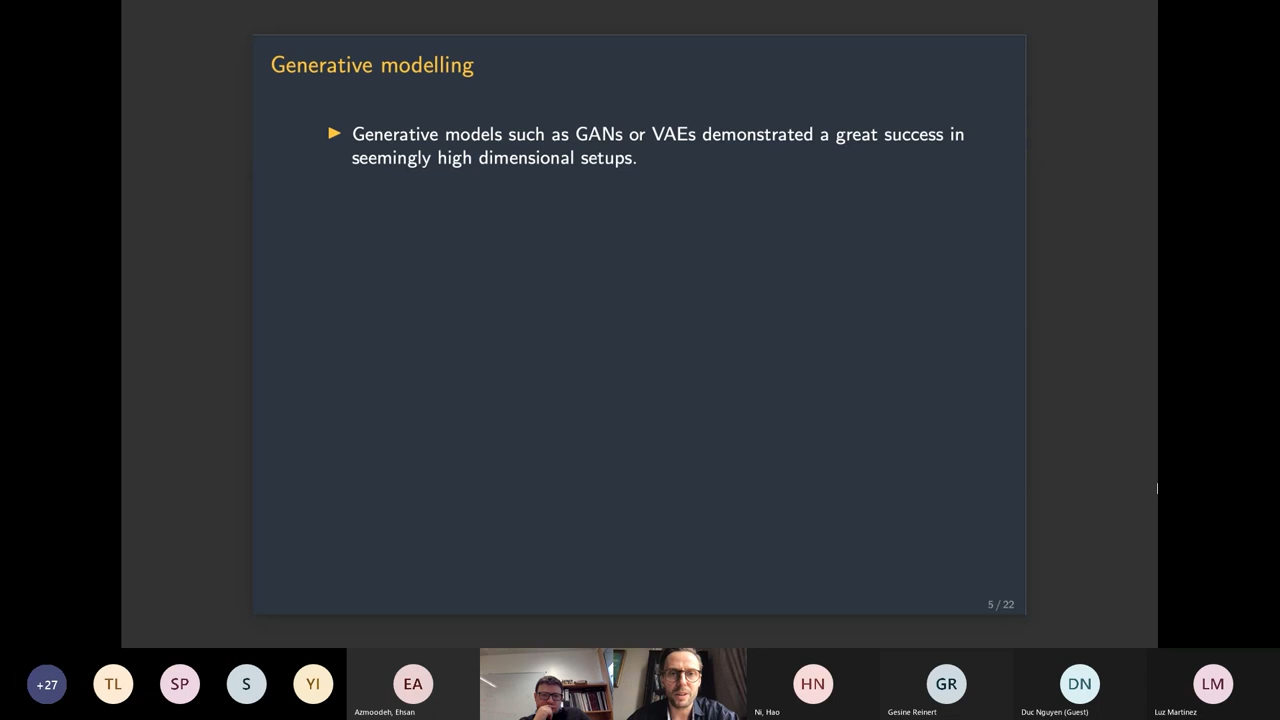 Generative modelling
Generative models such as GANs or VAEs demonstrated a great success in
seemingly high dimensional setups.
5 / 22
+27
TL
SP
S
YI
EA
HN
GR
DN
LM
Azmoodeh, Ehsan
Ni, Hao
Gesine Reinert
Duc Nguyen (Guest)
Luz Martinez